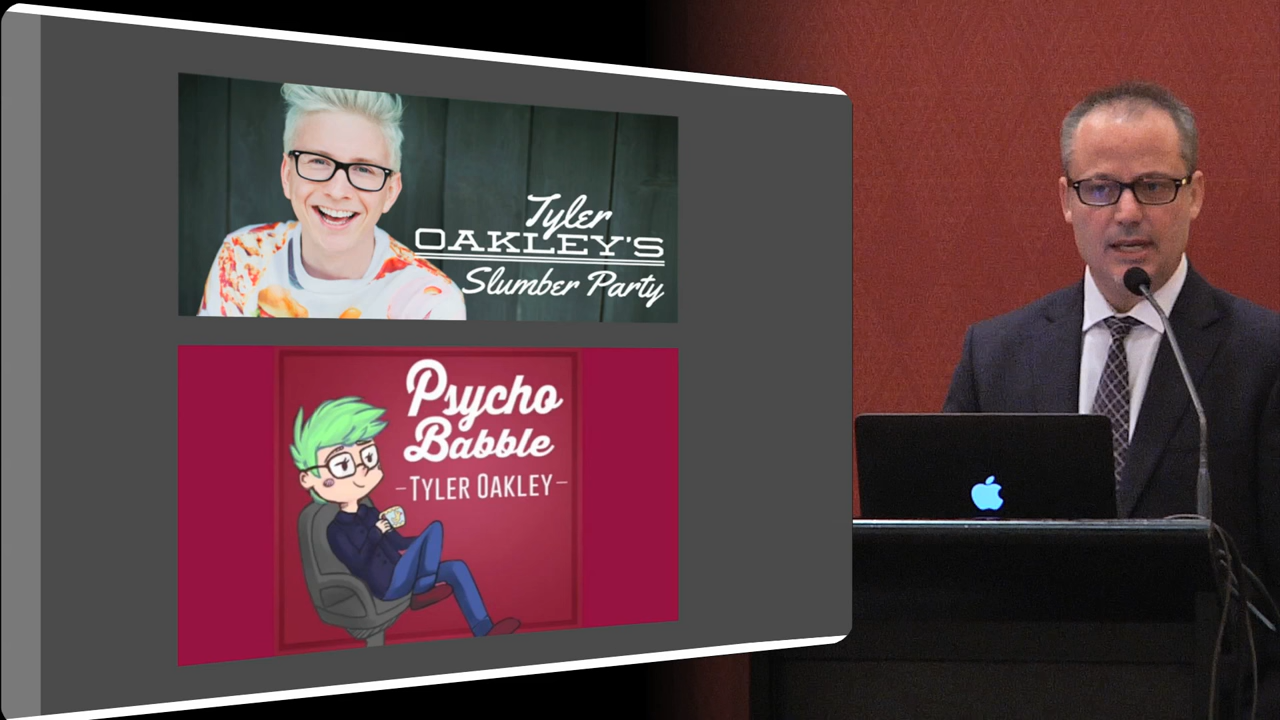 Tyler
OAKLEY'S
Slumber Party
Psycho
Babble
-TYLER OAKLEY-